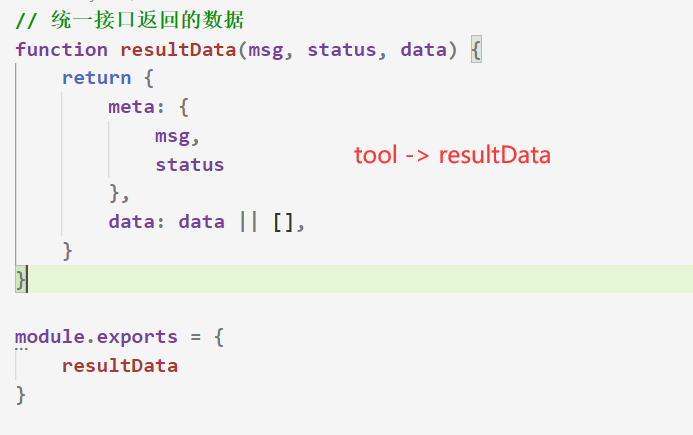 // 统一接口返回的数据
function resultData(msg, status, data) {
    return {
        meta: {
            msg,
            status
        },
        data: data || [],
    }
}
tool -> resultData
module.exports = {
    resultData
}